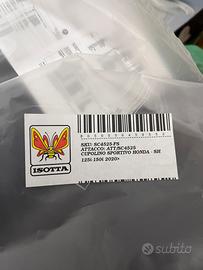 SKU: SC4525-FS
ATTACCO: ATT/SC4525
CUPOLINO SPORTIVO HONDA - SH
125i 150i 2020>
ISOTTA
subito